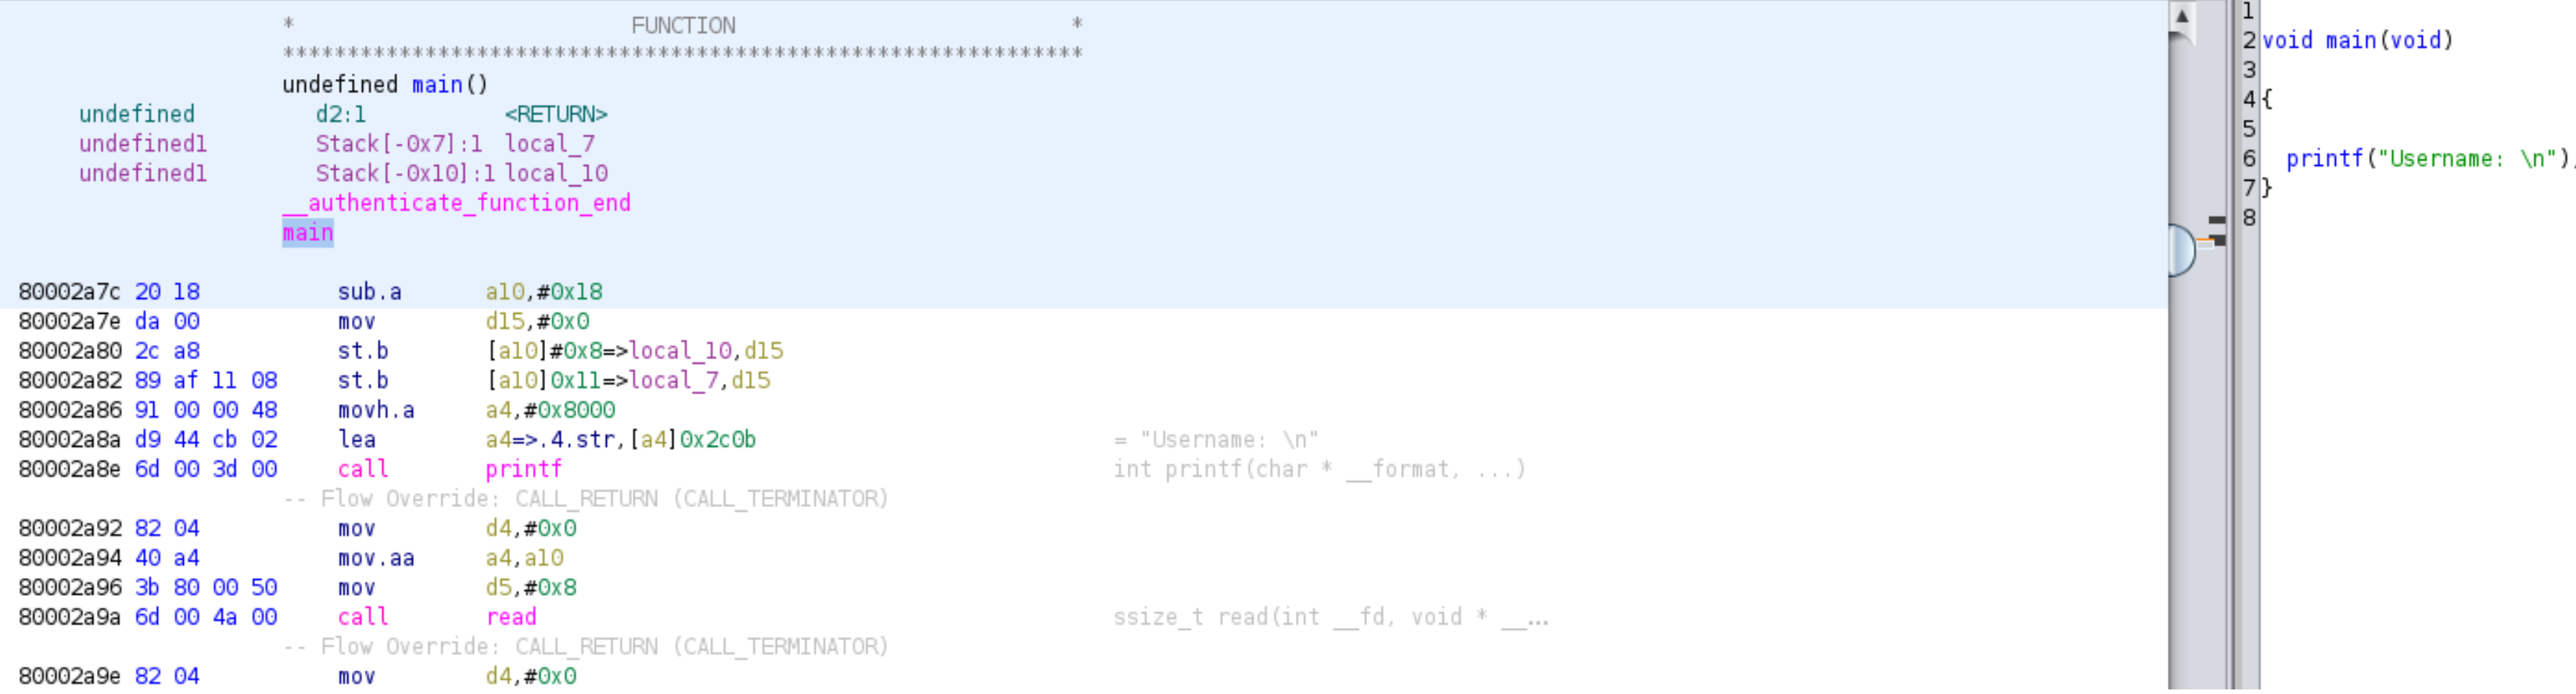 * FUNCTION *
**************************************************************
undefined main()
undefined d2:1 <RETURN>
undefined1 Stack[-0x7]:1 local_7
undefined1 Stack[-0x10]:1 local_10
__authenticate_function_end
main
80002a7c 20 18 sub.a a10,#0x18
80002a7e da 00 mov d15,#0x0
80002a80 2c a8 st.b [a10]#0x8=>local_10,d15
80002a82 89 af 11 08 st.b [a10]0x11=>local_7,d15
80002a86 91 00 00 48 movh.a a4,#0x8000
80002a8a d9 44 cb 02 lea a4=>.4.str,[a4]0x2c0b = "Username: \n"
80002a8e 6d 00 3d 00 call printf int printf(char * __format, ...)
-- Flow Override: CALL_RETURN (CALL_TERMINATOR)
80002a92 82 04 mov d4,#0x0
80002a94 40 a4 mov.aa a4,a10
80002a96 3b 80 00 50 mov d5,#0x8
80002a9a 6d 00 4a 00 call read ssize_t read(int __fd, void * __...
-- Flow Override: CALL_RETURN (CALL_TERMINATOR)
80002a9e 82 04 mov d4,#0x0
1
2 void main(void)
3
4 {
5
6 printf("Username: \n");
7 }
8